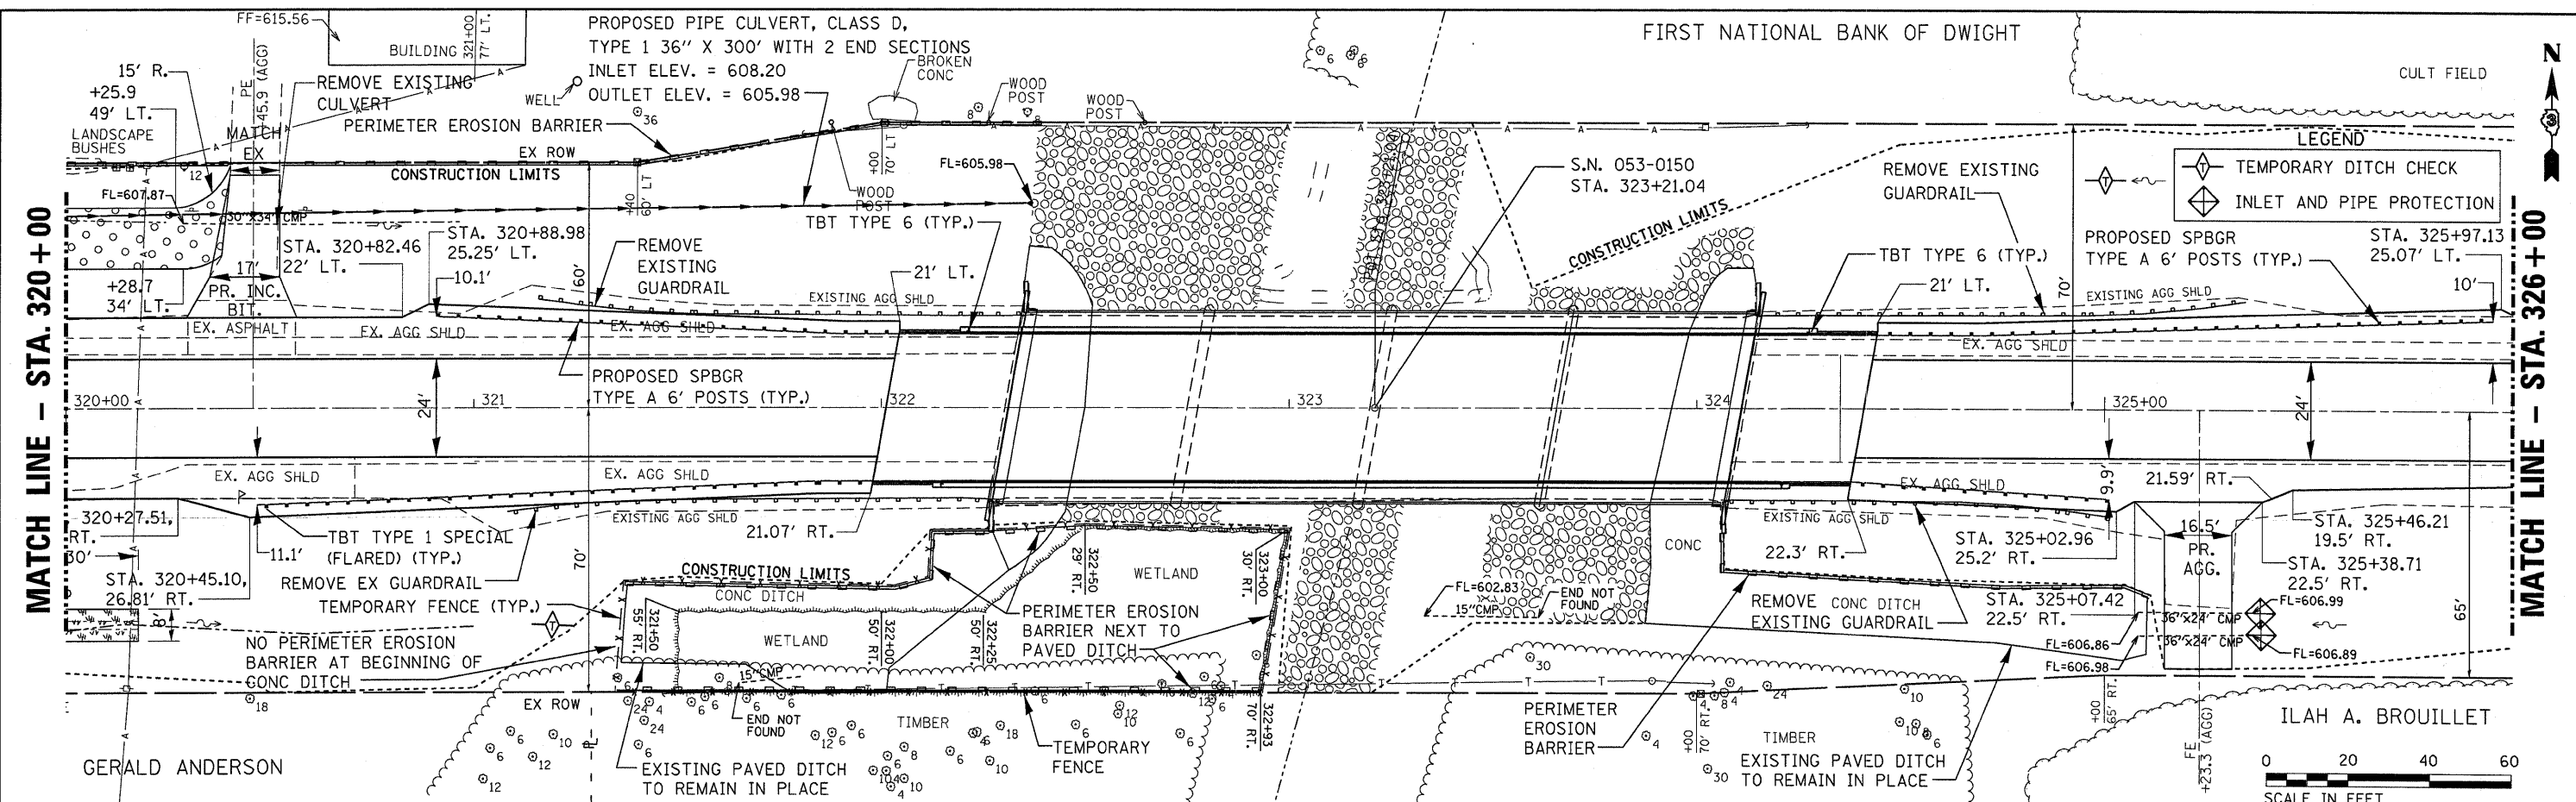 FF=615.56
BUILDING
321+00
77' LT.
PROPOSED PIPE CULVERT, CLASS D,
TYPE 1 36" X 300' WITH 2 END SECTIONS
INLET ELEV. = 608.20
OUTLET ELEV. = 605.98
FIRST NATIONAL BANK OF DWIGHT
N
3
CULT FIELD
15' R.
+25.9
49' LT.
PE
+45.9 (AGG)
REMOVE EXISTING
CULVERT
WELL
BROKEN
CONC
WOOD
POST
WOOD
POST
LANDSCAPE
BUSHES
MATCH
EX
PERIMETER EROSION BARRIER
36
EX ROW
CONSTRUCTION LIMITS
12
FL=607.87
30"X34' CMP
+40
60' LT
+00
70' LT
WOOD
POST
FL=605.98
TBT TYPE 6 (TYP.)
S.N. 053-0150
STA. 323+21.04
CONSTRUCTION LIMITS
REMOVE EXISTING
GUARDRAIL
LEGEND
TEMPORARY DITCH CHECK
INLET AND PIPE PROTECTION
PROPOSED SPBGR
TYPE A 6' POSTS (TYP.)
STA. 325+97.13
25.07' LT.
10'
MATCH LINE - STA. 320+00
MATCH LINE - STA. 326+00
STA. 320+82.46
22' LT.
STA. 320+88.98
25.25' LT.
10.1'
60'
REMOVE
EXISTING
GUARDRAIL
21' LT.
TBT TYPE 6 (TYP.)
21' LT.
70'
+28.7
34' LT.
17'
PR. INC.
BIT.
EX. ASPHALT
EX. AGG SHLD
EX. AGG SHLD
EXISTING AGG SHLD
EXISTING AGG SHLD
EX. AGG SHLD
PROPOSED SPBGR
TYPE A 6' POSTS (TYP.)
320+00
24'
321
322
323
324
325+00
24'
EX. AGG SHLD
EX. AGG SHLD
EX. AGG SHLD
9.9'
21.59' RT.
320+27.51,
RT.
30'
11.1'
TBT TYPE 1 SPECIAL
(FLARED) (TYP.)
REMOVE EX GUARDRAIL
EXISTING AGG SHLD
21.07' RT.
70'
STA. 320+45.10,
26.81' RT.
8'
TEMPORARY FENCE (TYP.)
NO PERIMETER EROSION
BARRIER AT BEGINNING OF
CONC DITCH
CONSTRUCTION LIMITS
CONC DITCH
321+50
55' RT.
WETLAND
322+00
50' RT.
322+25
50' RT.
322+50
29' RT.
WETLAND
323+00
30' RT.
PERIMETER EROSION
BARRIER NEXT TO
PAVED DITCH
15"CMP
END NOT
FOUND
322+93
70' RT.
FL=602.83
15"CMP
END NOT
FOUND
CONC
EXISTING AGG SHLD
22.3' RT.
STA. 325+02.96
25.2' RT.
16.5'
PR.
AGG.
STA. 325+46.21
19.5' RT.
STA. 325+38.71
22.5' RT.
REMOVE
EXISTING GUARDRAIL
CONC DITCH
STA. 325+07.42
22.5' RT.
FL=606.99
36"x24' CMP
36"x24' CMP
FL=606.86
FL=606.98
FL=606.89
65'
EX ROW
18
TIMBER
TEMPORARY
FENCE
EXISTING PAVED DITCH
TO REMAIN IN PLACE
GERALD ANDERSON
PERIMETER
EROSION
BARRIER
+00
70' RT.
TIMBER
EXISTING PAVED DITCH
TO REMAIN IN PLACE
+00
65' RT.
FE
+23.3 (AGG)
ILAH A. BROUILLET
0 20 40 60
SCALE IN FEET